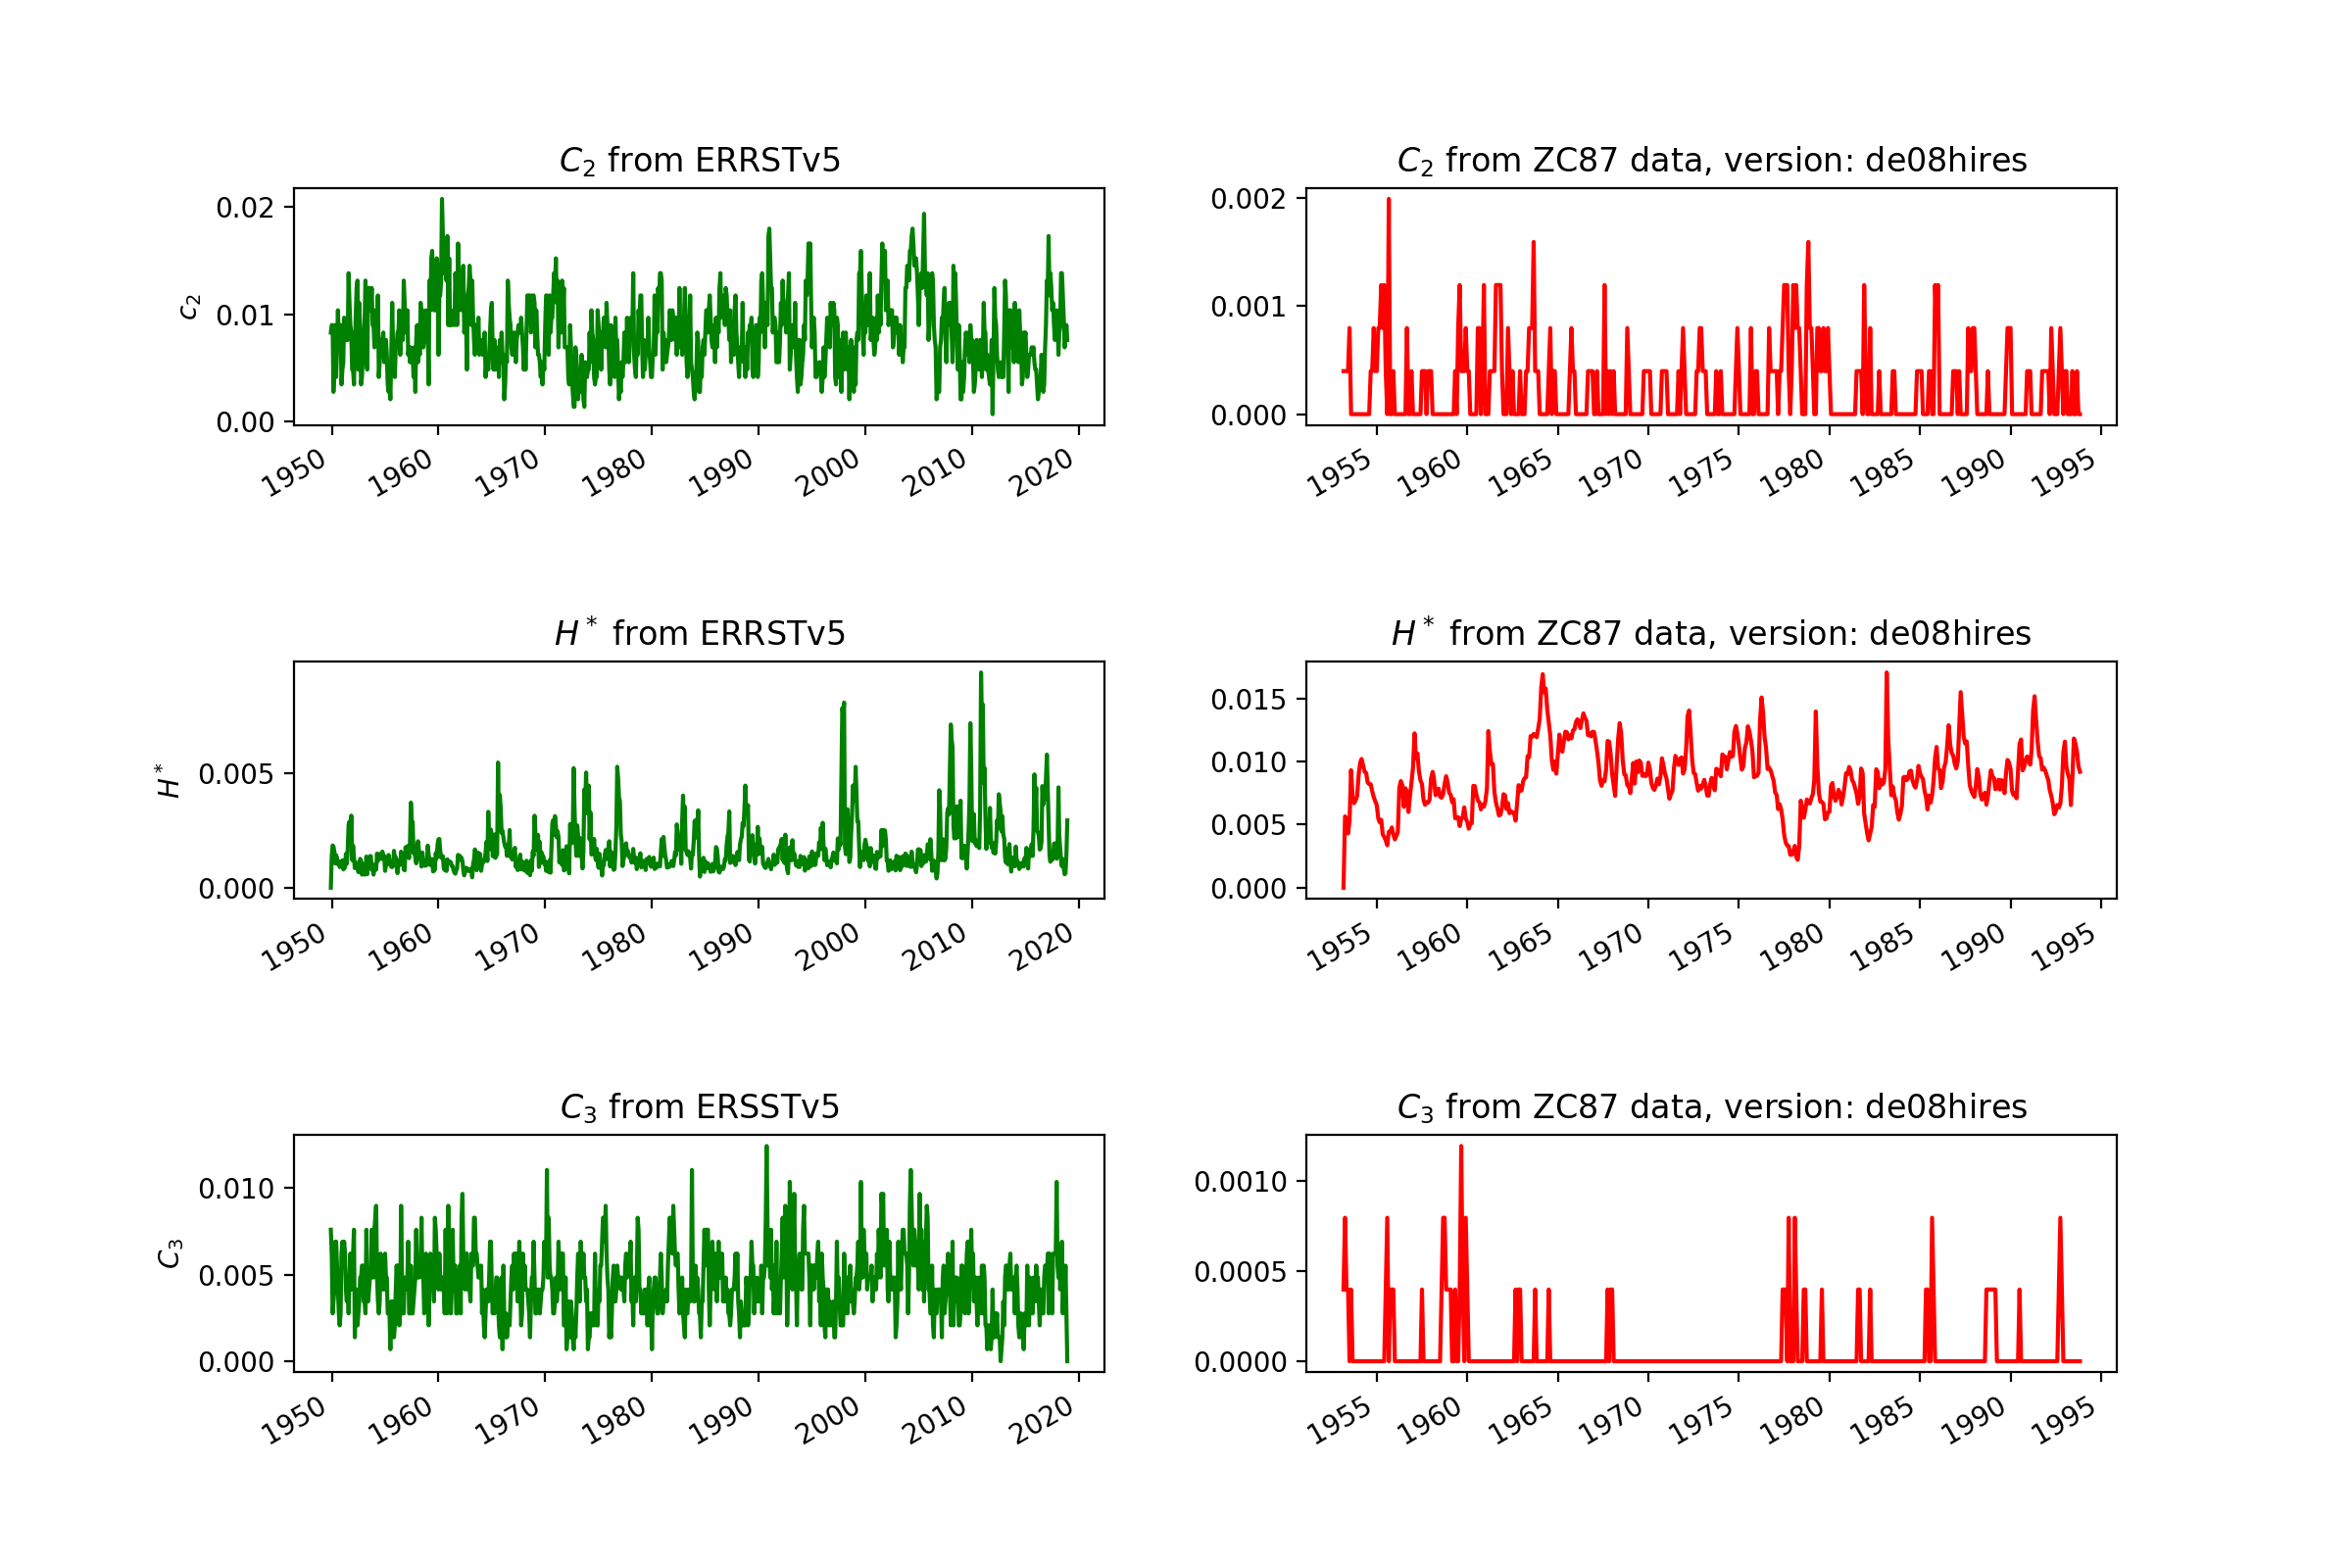 C₂ from ERRSTv5
C₂ from ZC87 data, version: de08hires
c₂
0.02
0.01
0.00
1950 1960 1970 1980 1990 2000 2010 2020
0.002
0.001
0.000
1955 1960 1965 1970 1975 1980 1985 1990 1995
H* from ERRSTv5
H* from ZC87 data, version: de08hires
H*
0.005
0.000
1950 1960 1970 1980 1990 2000 2010 2020
0.015
0.010
0.005
0.000
1955 1960 1965 1970 1975 1980 1985 1990 1995
C₃ from ERSSTv5
C₃ from ZC87 data, version: de08hires
C₃
0.010
0.005
0.000
1950 1960 1970 1980 1990 2000 2010 2020
0.0010
0.0005
0.0000
1955 1960 1965 1970 1975 1980 1985 1990 1995